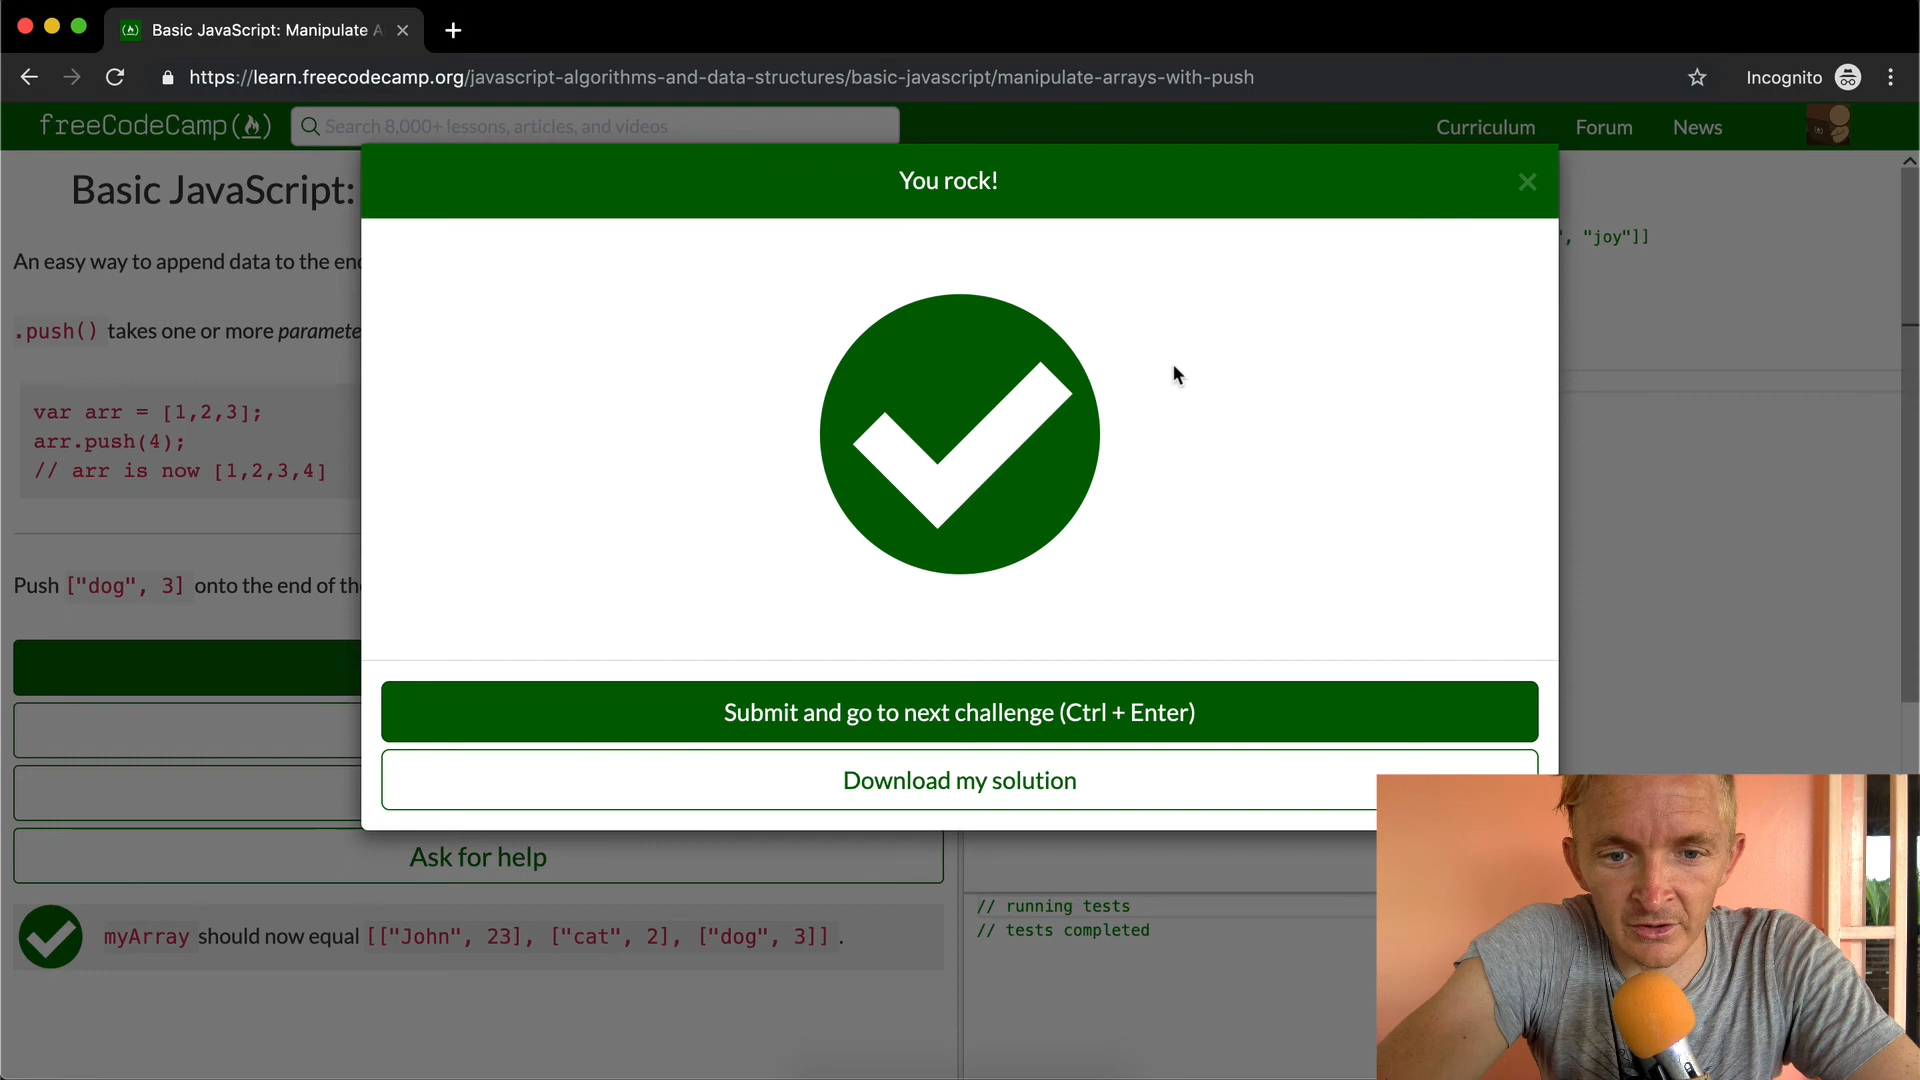 Basic JavaScript: Manipulate A
https://learn.freecodecamp.org/javascript-algorithms-and-data-structures/basic-javascript/manipulate-arrays-with-push
Incognito
freeCodeCamp(🔥)
Search 8,000+ lessons, articles, and videos
Curriculum
Forum
News
Basic JavaScript:
An easy way to append data to the end
.push() takes one or more paramete
var arr = [1,2,3];
arr.push(4);
// arr is now [1,2,3,4]
Push ["dog", 3] onto the end of th
You rock!
×
", "joy"]]
Submit and go to next challenge (Ctrl + Enter)
Download my solution
Ask for help
myArray should now equal [["John", 23], ["cat", 2], ["dog", 3]] .
// running tests
// tests completed